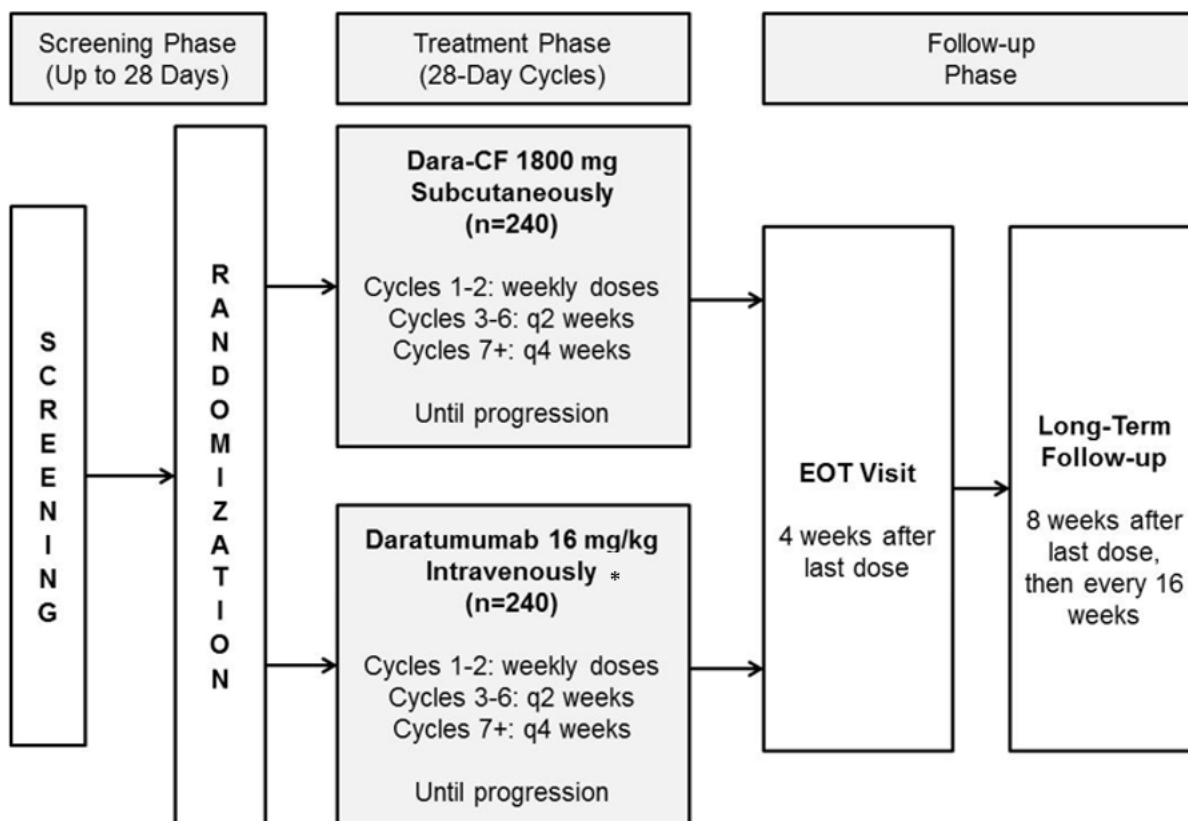 Screening Phase
(Up to 28 Days)
Treatment Phase
(28-Day Cycles)
Follow-up
Phase
SCREENING
RANDOMIZATION
Dara-CF 1800 mg
Subcutaneously
(n=240)
Cycles 1-2: weekly doses
Cycles 3-6: q2 weeks
Cycles 7+: q4 weeks
Until progression
Daratumumab 16 mg/kg
Intravenously *
(n=240)
Cycles 1-2: weekly doses
Cycles 3-6: q2 weeks
Cycles 7+: q4 weeks
Until progression
EOT Visit
4 weeks after
last dose
Long-Term
Follow-up
8 weeks after
last dose,
then every 16
weeks